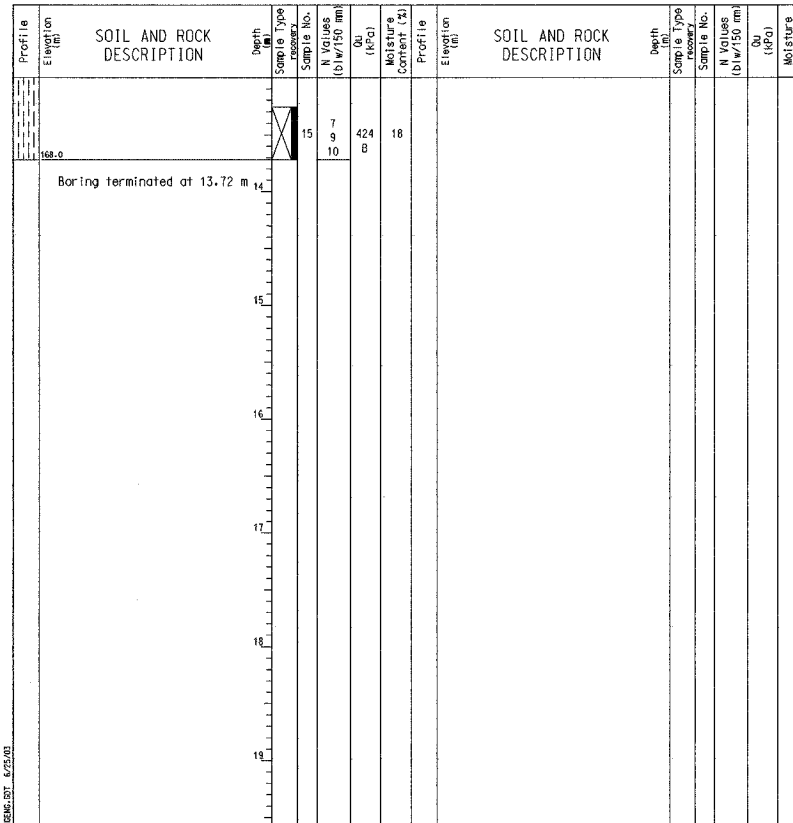 Profile
Elevation (m)
SOIL AND ROCK DESCRIPTION
Depth (m)
Sample Type recovery
Sample No.
N Values (blw/150 mm)
Qu (kPa)
Moisture Content (%)
Profile
Elevation (m)
SOIL AND ROCK DESCRIPTION
Depth (m)
Sample Type recovery
Sample No.
N Values (blw/150 mm)
Qu (kPa)
Moisture
15
7
9
10
424
B
18
168.0
Boring terminated at 13.72 m
14
15
16
17
18
19
6/25/03